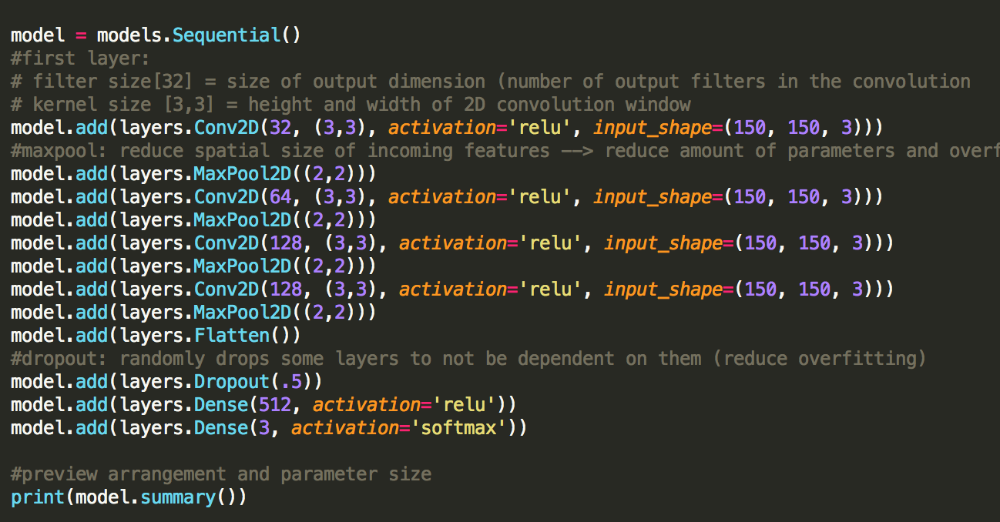 model = models.Sequential()
#first layer:
# filter size[32] = size of output dimension (number of output filters in the convolution
# kernel size [3,3] = height and width of 2D convolution window
model.add(layers.Conv2D(32, (3,3), activation='relu', input_shape=(150, 150, 3)))
#maxpool: reduce spatial size of incoming features --> reduce amount of parameters and overf
model.add(layers.MaxPool2D((2,2)))
model.add(layers.Conv2D(64, (3,3), activation='relu', input_shape=(150, 150, 3)))
model.add(layers.MaxPool2D((2,2)))
model.add(layers.Conv2D(128, (3,3), activation='relu', input_shape=(150, 150, 3)))
model.add(layers.MaxPool2D((2,2)))
model.add(layers.Conv2D(128, (3,3), activation='relu', input_shape=(150, 150, 3)))
model.add(layers.MaxPool2D((2,2)))
model.add(layers.Flatten())
#dropout: randomly drops some layers to not be dependent on them (reduce overfitting)
model.add(layers.Dropout(.5))
model.add(layers.Dense(512, activation='relu'))
model.add(layers.Dense(3, activation='softmax'))
#preview arrangement and parameter size
print(model.summary())